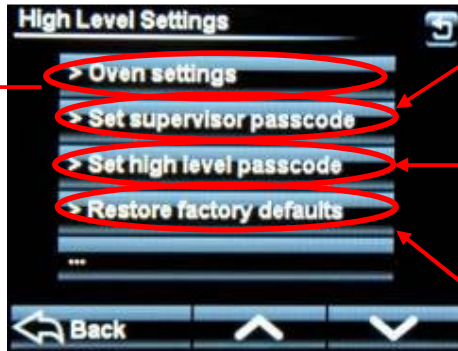 High Level Settings
> Oven settings
> Set supervisor passcode
> Set high level passcode
> Restore factory defaults
...
Back